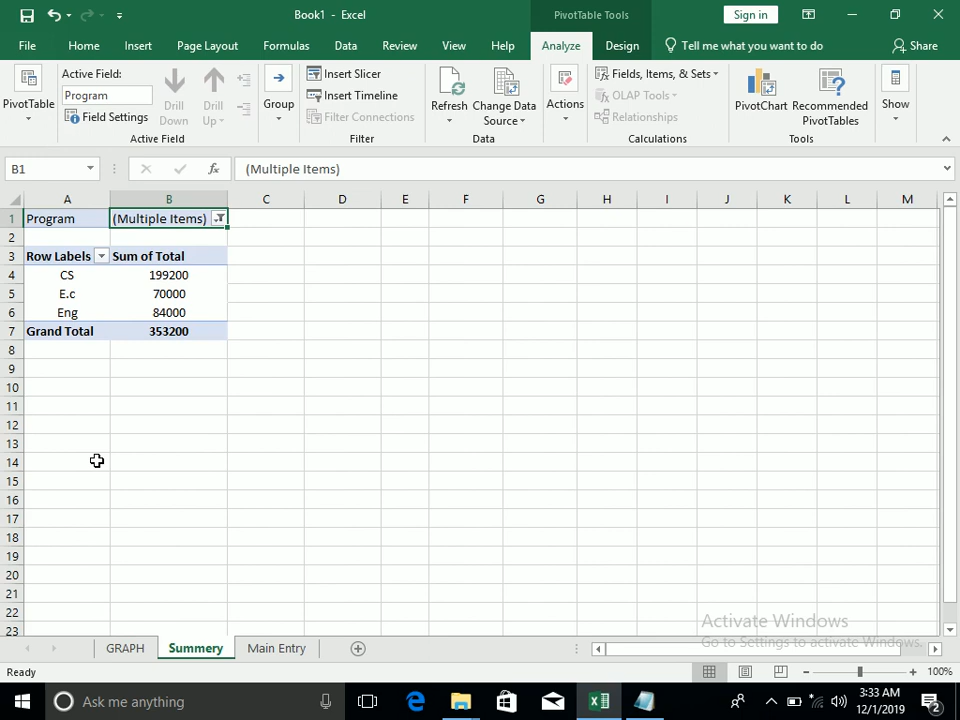 Book1 - Excel
PivotTable Tools
Sign in
File
Home
Insert
Page Layout
Formulas
Data
Review
View
Help
Analyze
Design
Tell me what you want to do
Share
PivotTable
Active Field:
Program
Field Settings
Drill Down
Drill Up
Active Field
Group
Insert Slicer
Insert Timeline
Filter Connections
Filter
Refresh
Change Data Source
Data
Actions
Fields, Items, & Sets
OLAP Tools
Relationships
Calculations
PivotChart
Recommended PivotTables
Tools
Show
B1
fx
(Multiple Items)
A B C D E F G H I J K L M
1 Program (Multiple Items)
2
3 Row Labels Sum of Total
4 CS 199200
5 E.c 70000
6 Eng 84000
7 Grand Total 353200
8
9
10
11
12
13
14
15
16
17
18
19
20
21
22
23
Activate Windows
Go to Settings to activate Windows.
GRAPH
Summery
Main Entry
Ready
100%
Ask me anything
3:33 AM
12/1/2019
2